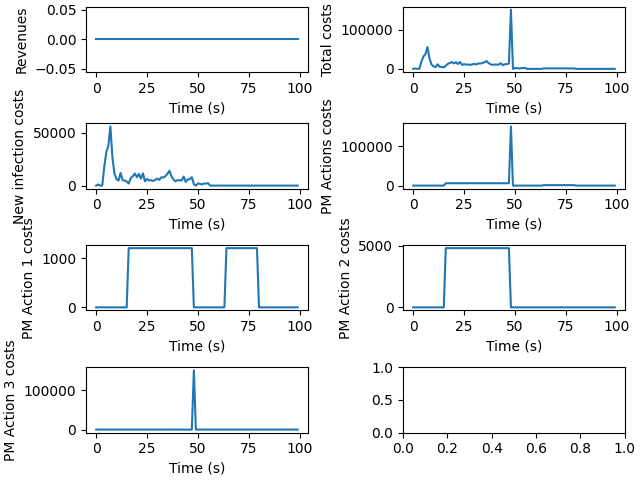 Revenues
0.05
0.00
−0.05
0 25 50 75 100
Time (s)
Total costs
100000
0
0 25 50 75 100
Time (s)
New infection costs
50000
0
0 25 50 75 100
Time (s)
PM Actions costs
100000
0
0 25 50 75 100
Time (s)
PM Action 1 costs
1000
0
0 25 50 75 100
Time (s)
PM Action 2 costs
5000
0
0 25 50 75 100
Time (s)
PM Action 3 costs
100000
0
0 25 50 75 100
Time (s)
1.0
0.5
0.0
0.0 0.2 0.4 0.6 0.8 1.0